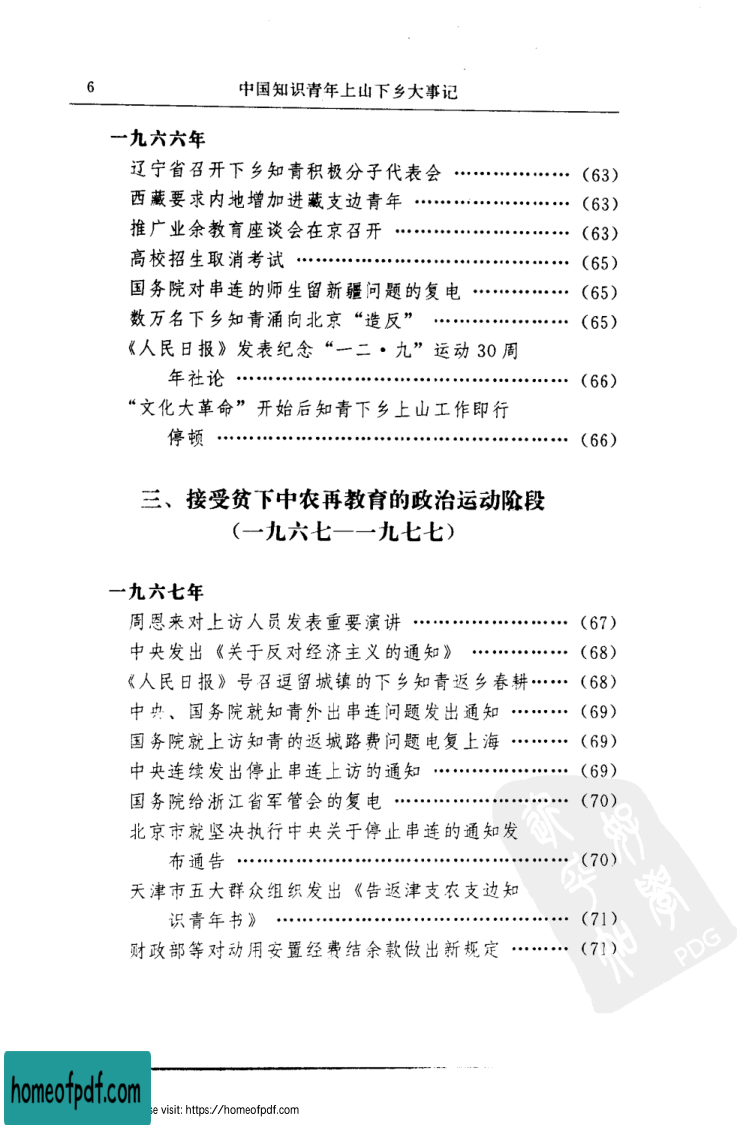 6
中国知识青年上山下乡大事记
一九六六年
辽宁省召开下乡知青积极分子代表会 ……………… (63)
西藏要求内地增加进藏支边青年 …………………… (63)
推广业余教育座谈会在京召开 ……………………… (63)
高校招生取消考试 …………………………………… (65)
国务院对串连的师生留新疆问题的复电 …………… (65)
数万名下乡知青涌向北京“造反” ………………… (65)
《人民日报》发表纪念“一二·九”运动30周
年社论 …………………………………………… (66)
“文化大革命”开始后知青下乡上山工作即行
停顿 ……………………………………………… (66)
三、接受贫下中农再教育的政治运动阶段
(一九六七—一九七七)
一九六七年
周恩来对上访人员发表重要演讲 …………………… (67)
中央发出《关于反对经济主义的通知》 …………… (68)
《人民日报》号召逗留城镇的下乡知青返乡春耕…… (68)
中央、国务院就知青外出串连问题发出通知 ……… (69)
国务院就上访知青的返城路费问题电复上海 ……… (69)
中央连续发出停止串连上访的通知 ………………… (69)
国务院给浙江省军管会的复电 ……………………… (70)
北京市就坚决执行中央关于停止串连的通知发
布通告 …………………………………………… (70)
天津市五大群众组织发出《告返津支农支边知
识青年书》 ……………………………………… (71)
财政部等对动用安置经费结余款做出新规定 ……… (71)
PDG
homeofpdf.com
se visit: https://homeofpdf.com